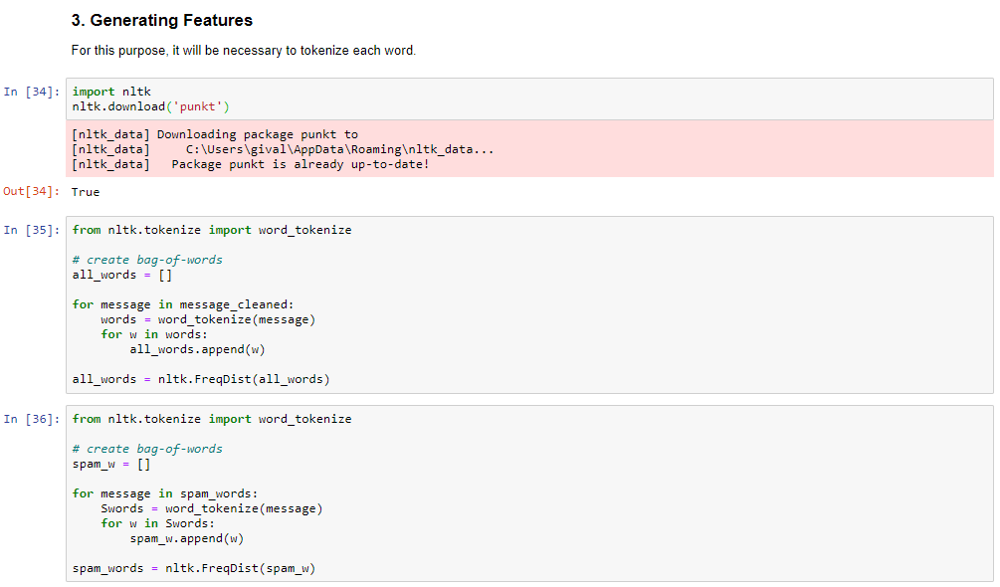 3. Generating Features
For this purpose, it will be necessary to tokenize each word.
In [34]: import nltk
nltk.download('punkt')
[nltk_data] Downloading package punkt to
[nltk_data]     C:\Users\gival\AppData\Roaming\nltk_data...
[nltk_data]   Package punkt is already up-to-date!
Out[34]: True
In [35]: from nltk.tokenize import word_tokenize
# create bag-of-words
all_words = []
for message in message_cleaned:
    words = word_tokenize(message)
    for w in words:
        all_words.append(w)
all_words = nltk.FreqDist(all_words)
In [36]: from nltk.tokenize import word_tokenize
# create bag-of-words
spam_w = []
for message in spam_words:
    Swords = word_tokenize(message)
    for w in Swords:
        spam_w.append(w)
spam_words = nltk.FreqDist(spam_w)